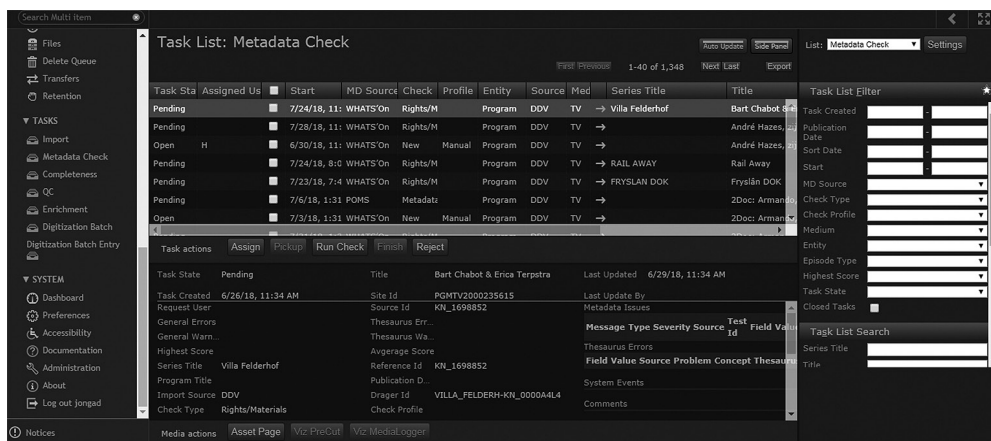 Search Multi item
Files
Delete Queue
Transfers
Retention
TASKS
Import
Metadata Check
Completeness
QC
Enrichment
Digitization Batch
Digitization Batch Entry
SYSTEM
Dashboard
Preferences
Accessibility
Documentation
Administration
About
Log out jongad
Notices
Task List: Metadata Check
Auto Update Side Panel
First Previous 1-40 of 1,348 Next Last Export
Task Sta Assigned Us Start MD Source Check Profile Entity Source Med Series Title Title
Pending 7/24/18, 11: WHATS'On Rights/M Program DDV TV → Villa Felderhof Bart Chabot &
Pending 7/28/18, 11: WHATS'On Rights/M Program DDV TV → André Hazes,
Open H 6/30/18, 11: WHATS'On New Manual Program DDV TV → André Hazes,
Pending 7/24/18, 8:0 WHATS'On Rights/M Program DDV TV → RAIL AWAY Rail Away
Pending 7/23/18, 7:4 WHATS'On Rights/M Program DDV TV → FRYSLAN DOK Fryslân DOK
Pending 7/6/18, 1:31 POMS Metadata Program DDV TV → 2Doc: Armando,
Open 7/3/18, 1:31 WHATS'On New Manual Program DDV TV → 2Doc: Armando,
Task actions Assign Pickup Run Check Finish Reject
Task State Pending Title Bart Chabot & Erica Terpstra Last Updated 6/29/18, 11:34 AM
Task Created 6/26/18, 11:34 AM Site Id PGMTV2000235615 Last Update By
Request User Source Id KN_1698852 Metadata Issues
General Errors Thesaurus Err... Message Type Severity Source Test Id Field Valu
General Warn... Thesaurus Wa... Thesaurus Errors
Highest Score Avgerage Score Field Value Source Problem Concept Thesauru
Series Title Villa Felderhof Reference Id KN_1698852
Program Title Publication D... System Events
Import Source DDV Drager Id VILLA_FELDERH-KN_0000A4L4
Check Type Rights/Materials Check Profile Comments
Media actions Asset Page Viz PreCut Viz MediaLogger
List: Metadata Check Settings
Task List Filter
Task Created -
Publication Date -
Sort Date -
Start -
MD Source
Check Type
Check Profile
Medium
Entity
Episode Type
Highest Score
Task State
Closed Tasks
Task List Search
Series Title
Title